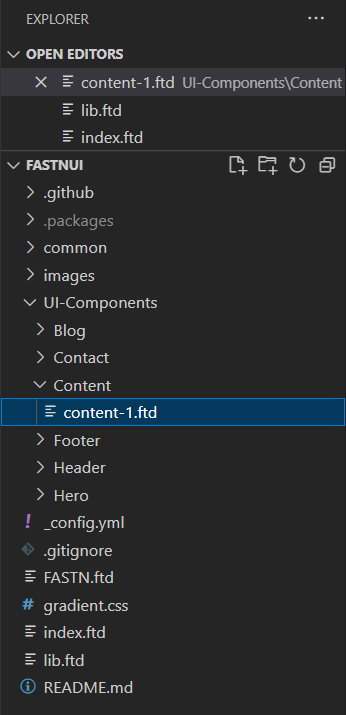 EXPLORER
OPEN EDITORS
content-1.ftd UI-Components\Content
lib.ftd
index.ftd
FASTNUI
.github
.packages
common
images
UI-Components
Blog
Contact
Content
content-1.ftd
Footer
Header
Hero
_config.yml
.gitignore
FASTN.ftd
gradient.css
index.ftd
lib.ftd
README.md